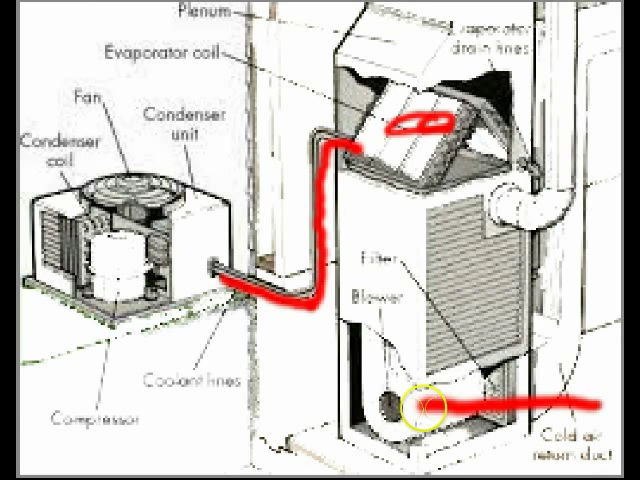 Plenum
Evaporator
drain lines
Evaporator coil
Fan
Condenser
unit
Condenser
coil
Filter
Blower
Coolant lines
Compressor
Cold air
return duct